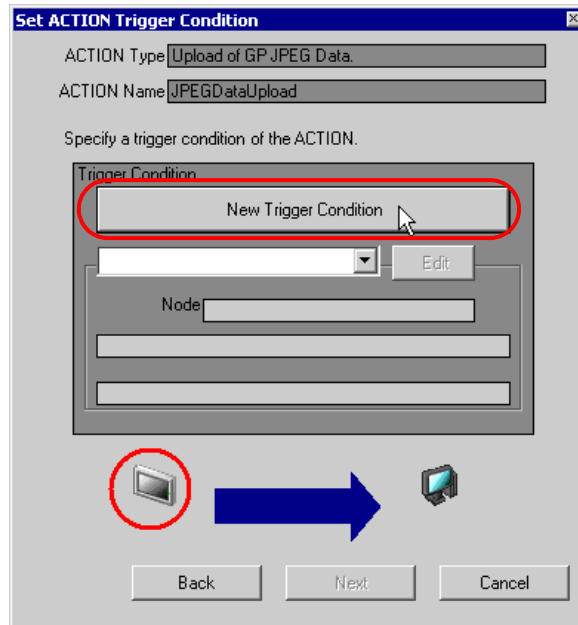 Set ACTION Trigger Condition
ACTION Type Upload of GP JPEG Data.
ACTION Name JPEGDataUpload
Specify a trigger condition of the ACTION.
Trigger Condition
New Trigger Condition
Edit
Node
Back Next Cancel